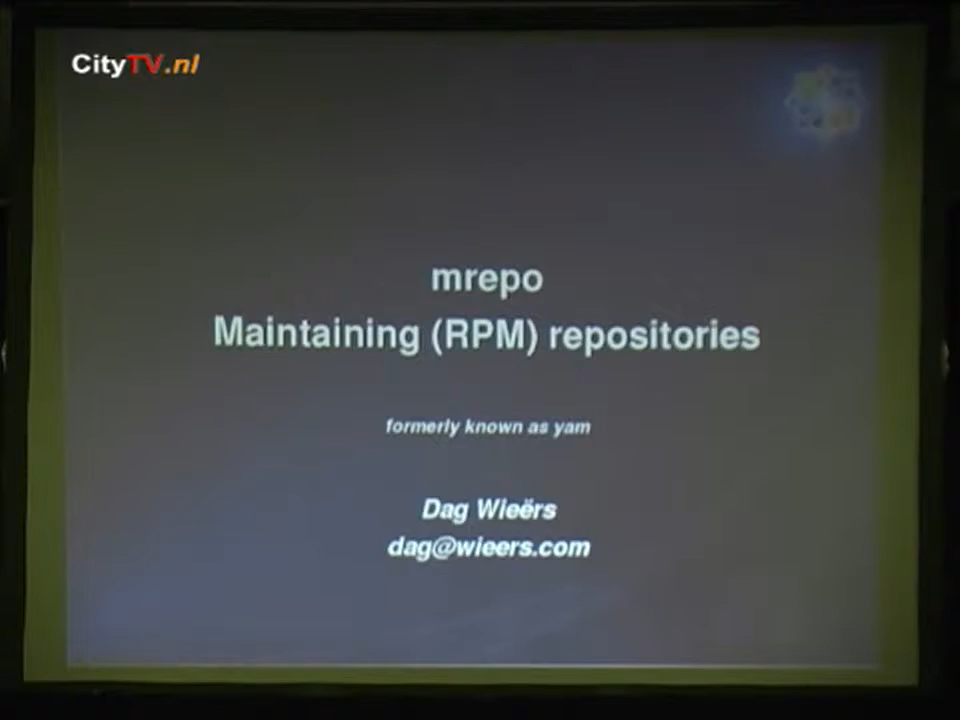 CityTV.nl
mrepo
Maintaining (RPM) repositories
formerly known as yam
Dag Wieërs
dag@wieers.com